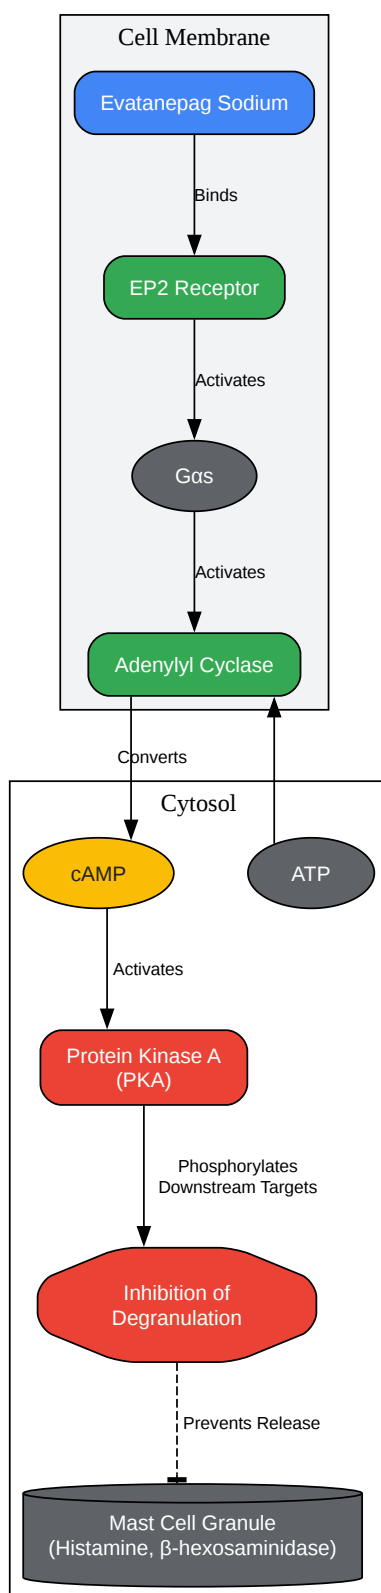 Cell Membrane
Evatanepag Sodium
Binds
EP2 Receptor
Activates
Gαs
Activates
Adenylyl Cyclase
Converts
Cytosol
cAMP
ATP
Activates
Protein Kinase A
(PKA)
Phosphorylates
Downstream Targets
Inhibition of
Degranulation
Prevents Release
Mast Cell Granule
(Histamine, β-hexosaminidase)